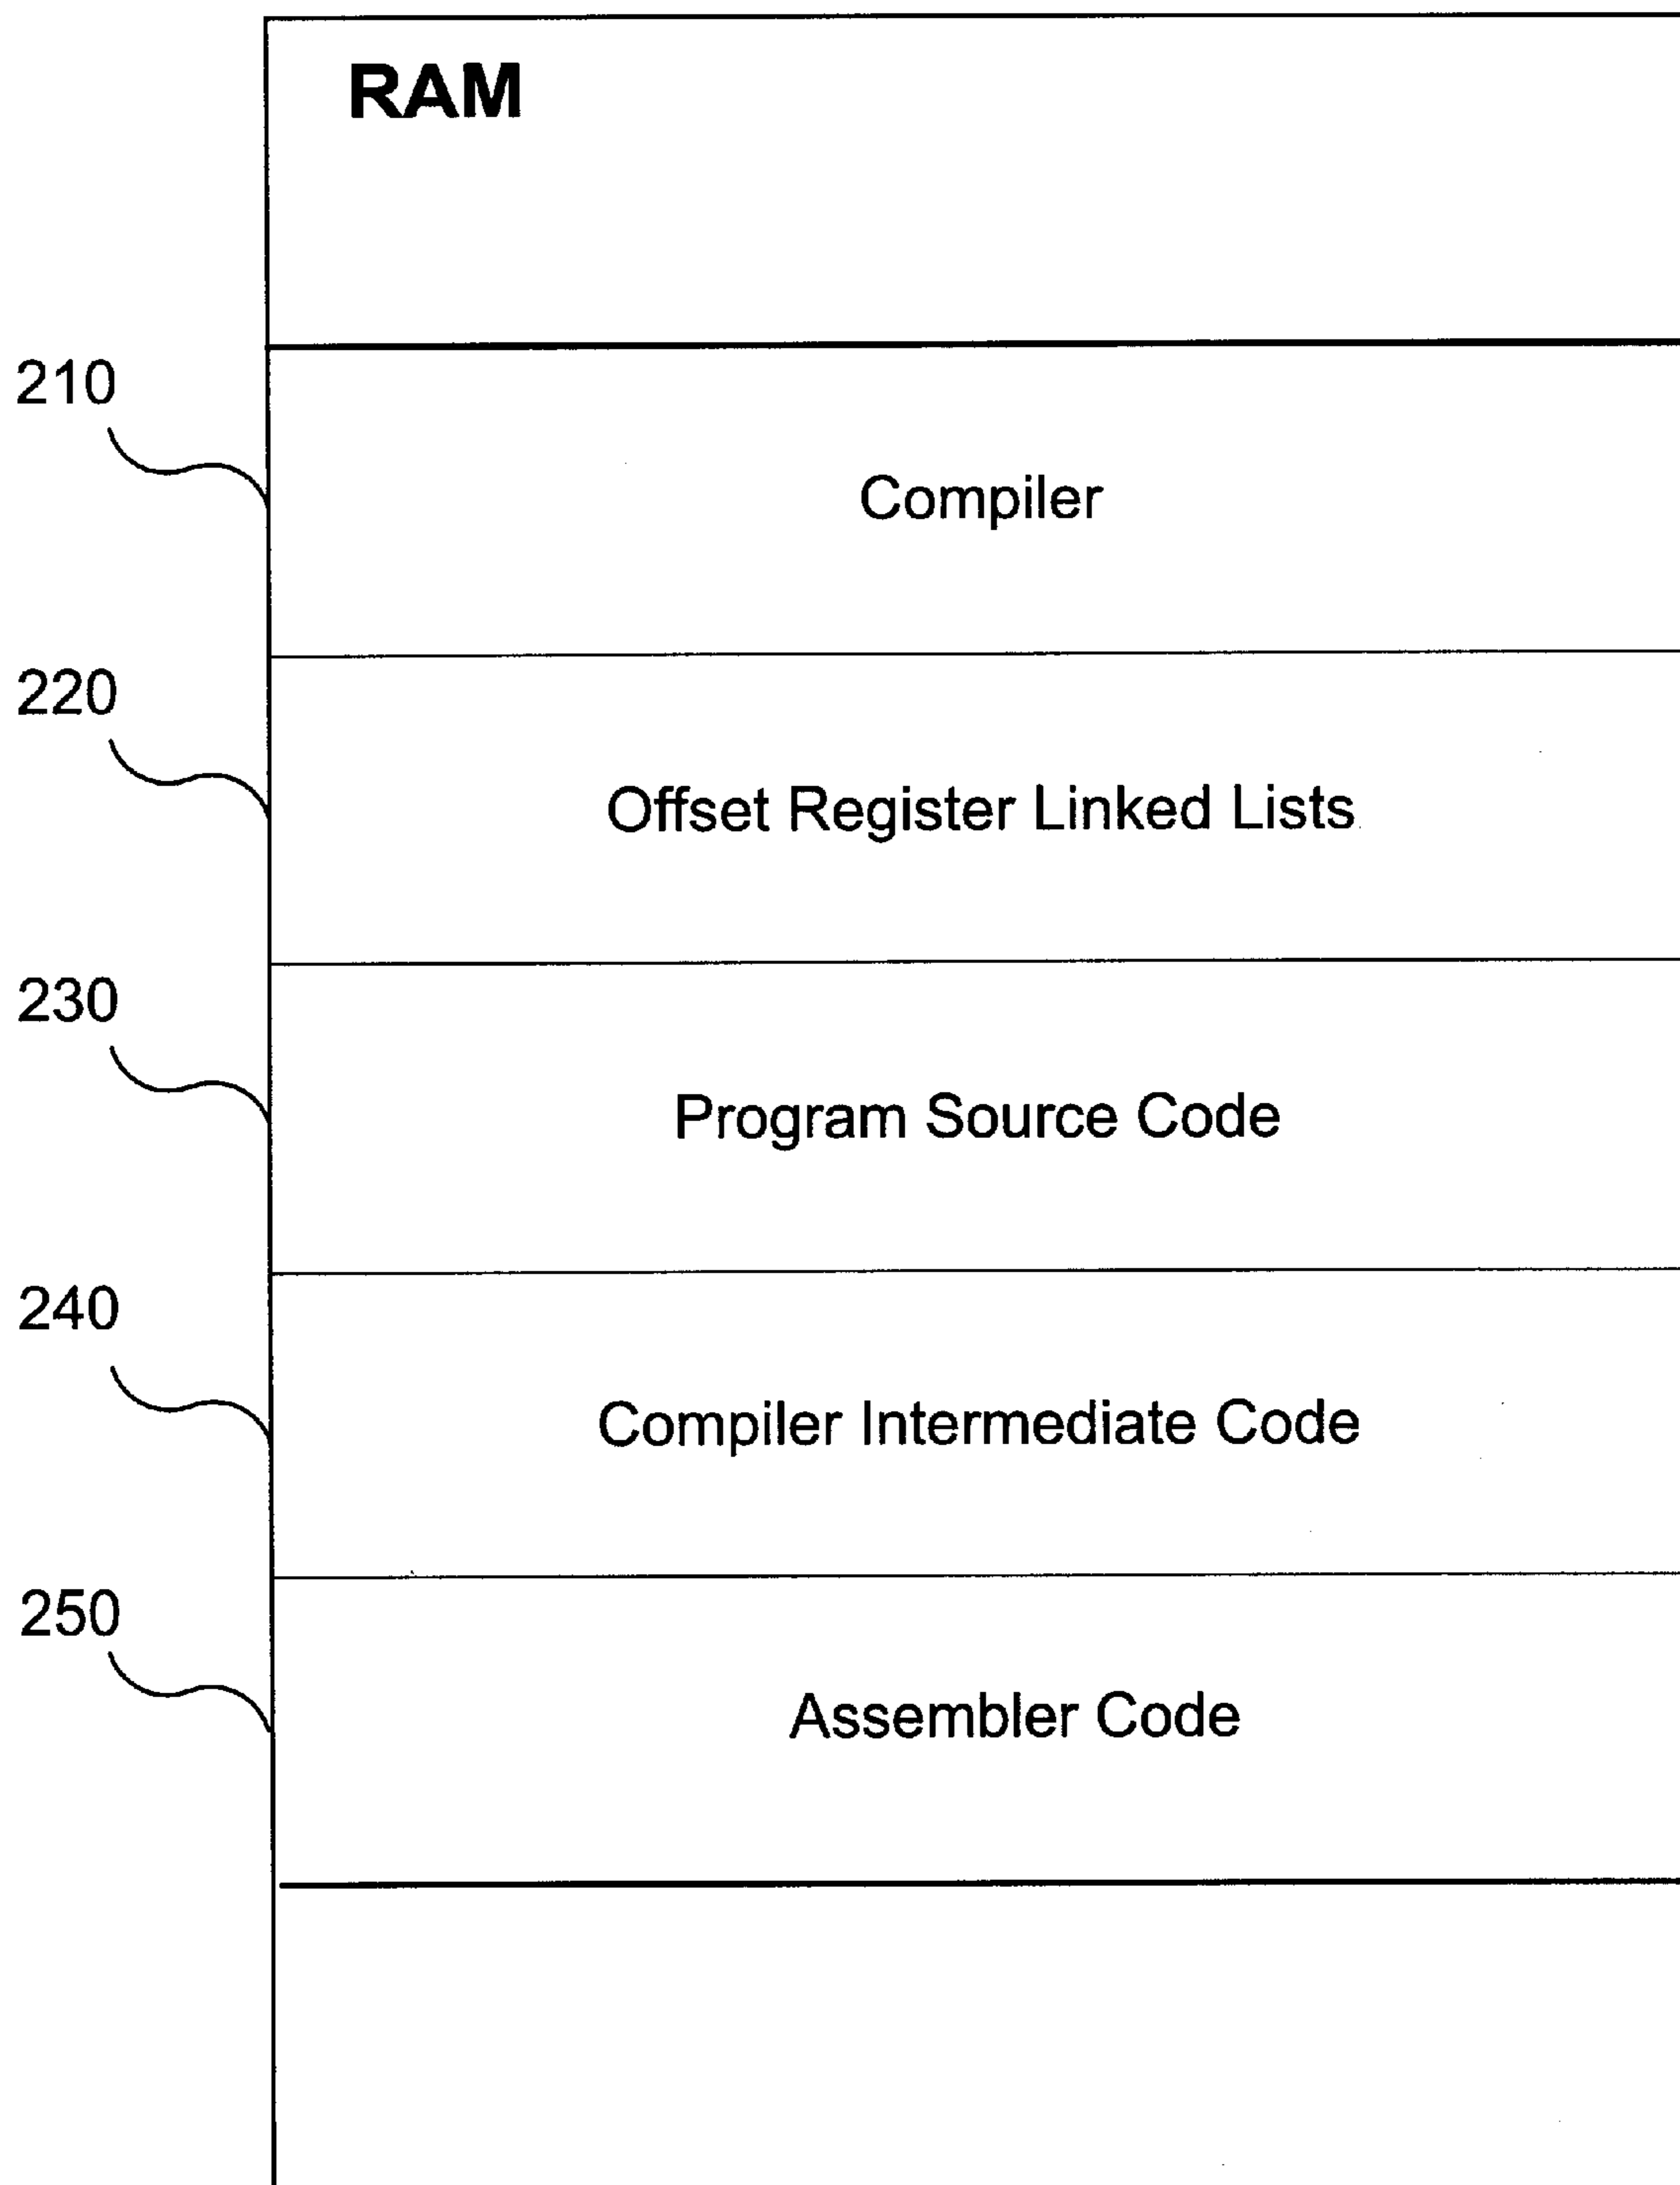 RAM
210
Compiler
220
Offset Register Linked Lists
230
Program Source Code
240
Compiler Intermediate Code
250
Assembler Code